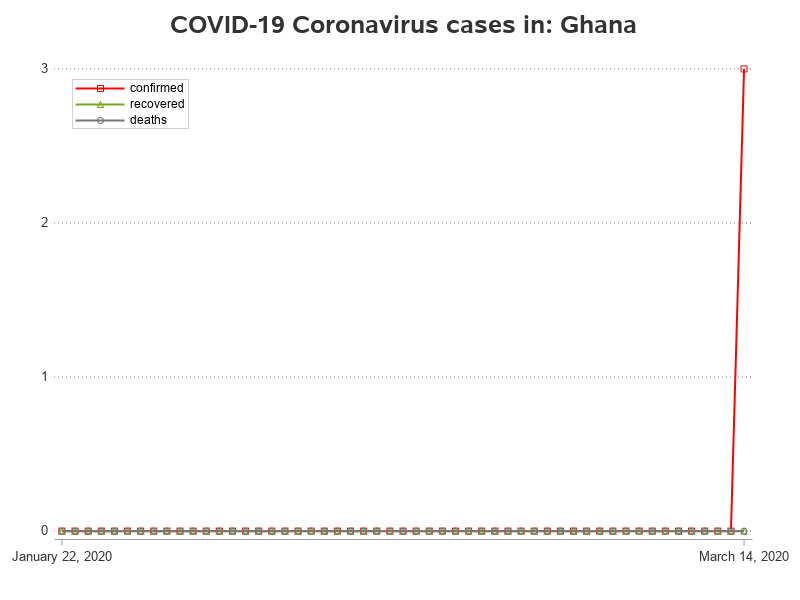 COVID-19 Coronavirus cases in: Ghana
3
confirmed
recovered
deaths
2
1
0
January 22, 2020
March 14, 2020